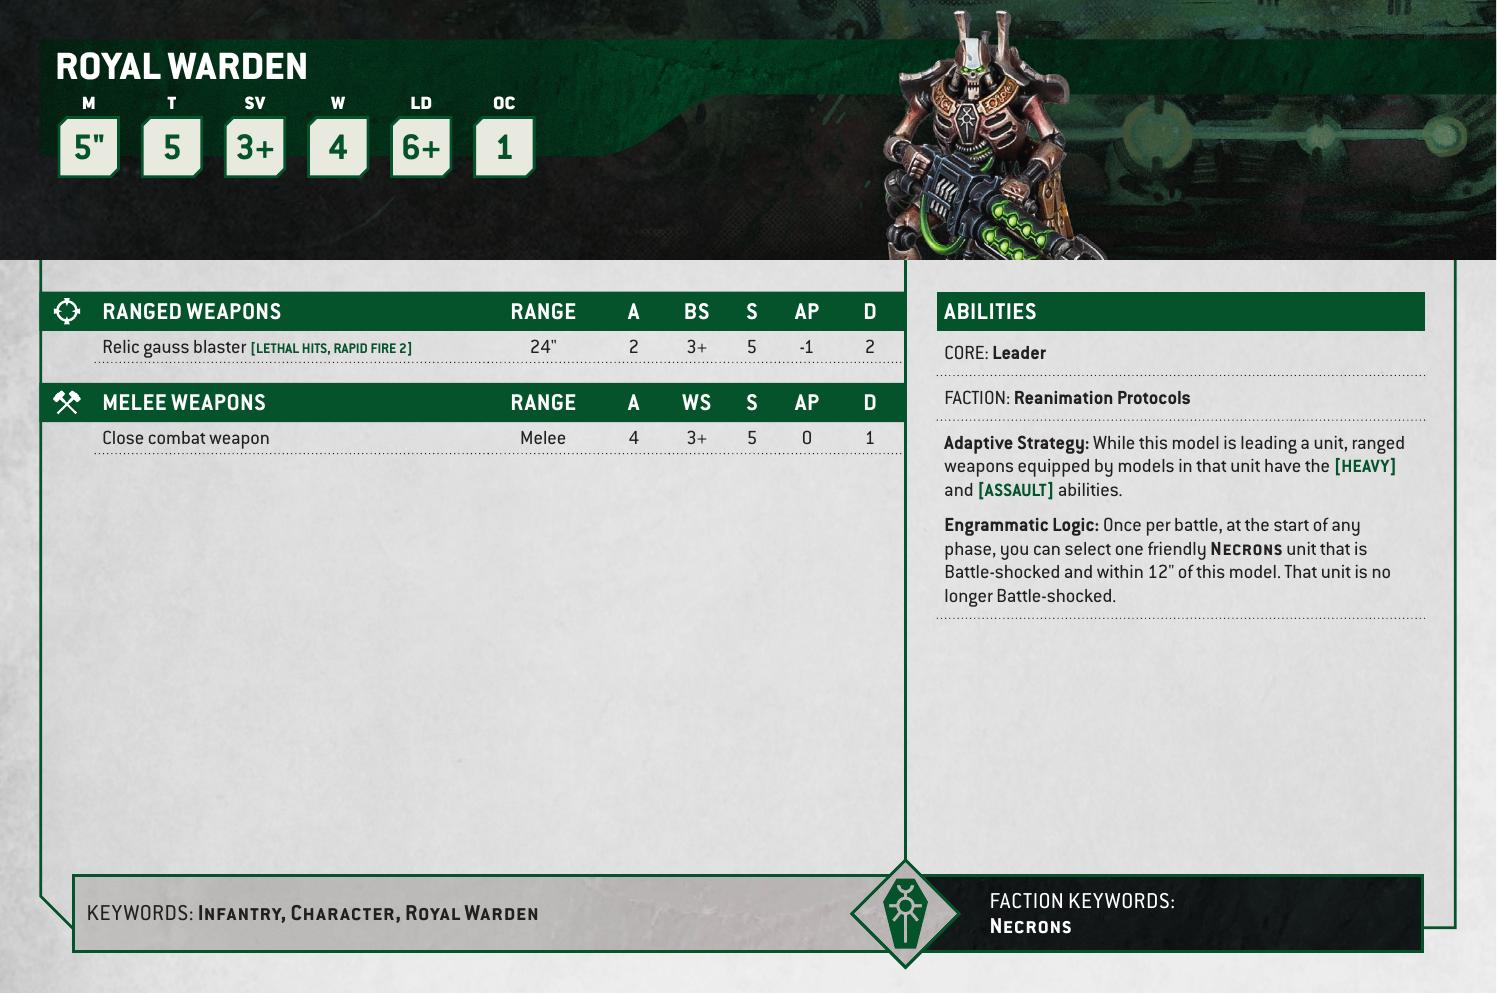 ROYAL WARDEN
M T SV W LD OC
5" 5 3+ 4 6+ 1
RANGED WEAPONS RANGE A BS S AP D
Relic gauss blaster [LETHAL HITS, RAPID FIRE 2] 24" 2 3+ 5 -1 2
MELEE WEAPONS RANGE A WS S AP D
Close combat weapon Melee 4 3+ 5 0 1
ABILITIES
CORE: Leader
FACTION: Reanimation Protocols
Adaptive Strategy: While this model is leading a unit, ranged
weapons equipped by models in that unit have the [HEAVY]
and [ASSAULT] abilities.
Engrammatic Logic: Once per battle, at the start of any
phase, you can select one friendly NECRONS unit that is
Battle-shocked and within 12" of this model. That unit is no
longer Battle-shocked.
KEYWORDS: INFANTRY, CHARACTER, ROYAL WARDEN
FACTION KEYWORDS:
NECRONS